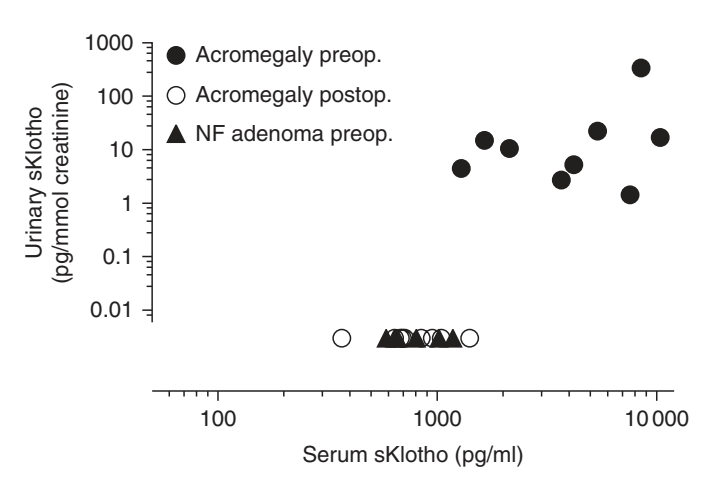 1000
100
10
1
0.1
0.01
Urinary sKlotho
(pg/mmol creatinine)
Acromegaly preop.
Acromegaly postop.
NF adenoma preop.
100
1000
10 000
Serum sKlotho (pg/ml)